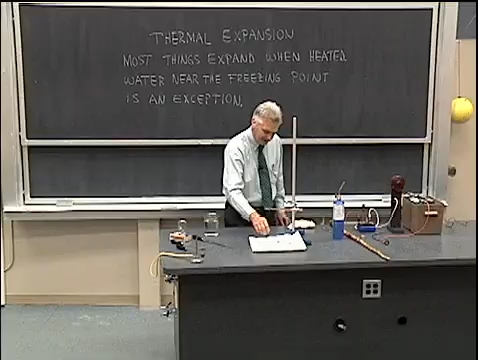 THERMAL EXPANSION
MOST THINGS EXPAND WHEN HEATED
WATER NEAR THE FREEZING POINT
IS AN EXCEPTION.